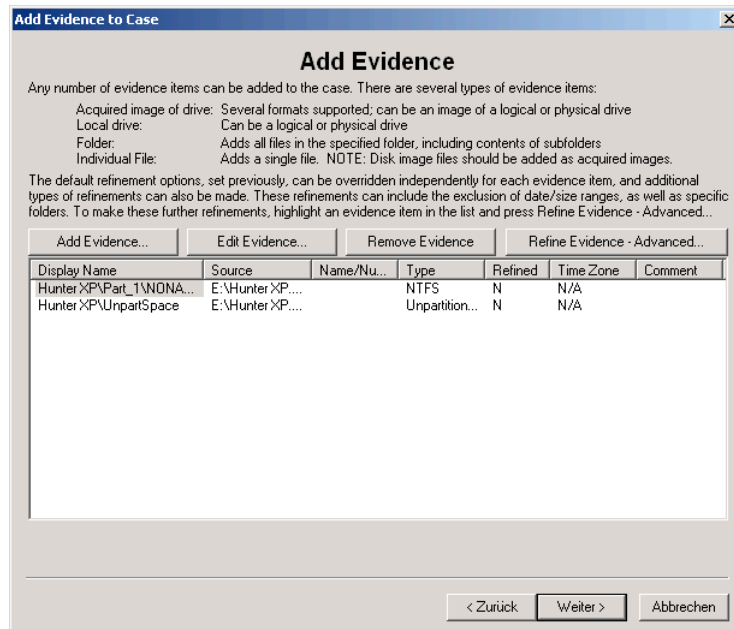 Add Evidence to Case
Add Evidence
Any number of evidence items can be added to the case. There are several types of evidence items:
Acquired image of drive: Several formats supported; can be an image of a logical or physical drive
Local drive: Can be a logical or physical drive
Folder: Adds all files in the specified folder, including contents of subfolders
Individual File: Adds a single file. NOTE: Disk image files should be added as acquired images.
The default refinement options, set previously, can be overridden independently for each evidence item, and additional
types of refinements can also be made. These refinements can include the exclusion of date/size ranges, as well as specific
folders. To make these further refinements, highlight an evidence item in the list and press Refine Evidence - Advanced...
Add Evidence... Edit Evidence... Remove Evidence Refine Evidence - Advanced...
Display Name Source Name/Nu... Type Refined Time Zone Comment
Hunter XP\Part_1\NONA... E:\Hunter XP.... NTFS N N/A
Hunter XP\UnpartSpace E:\Hunter XP.... Unpartition... N N/A
< Zurück Weiter > Abbrechen